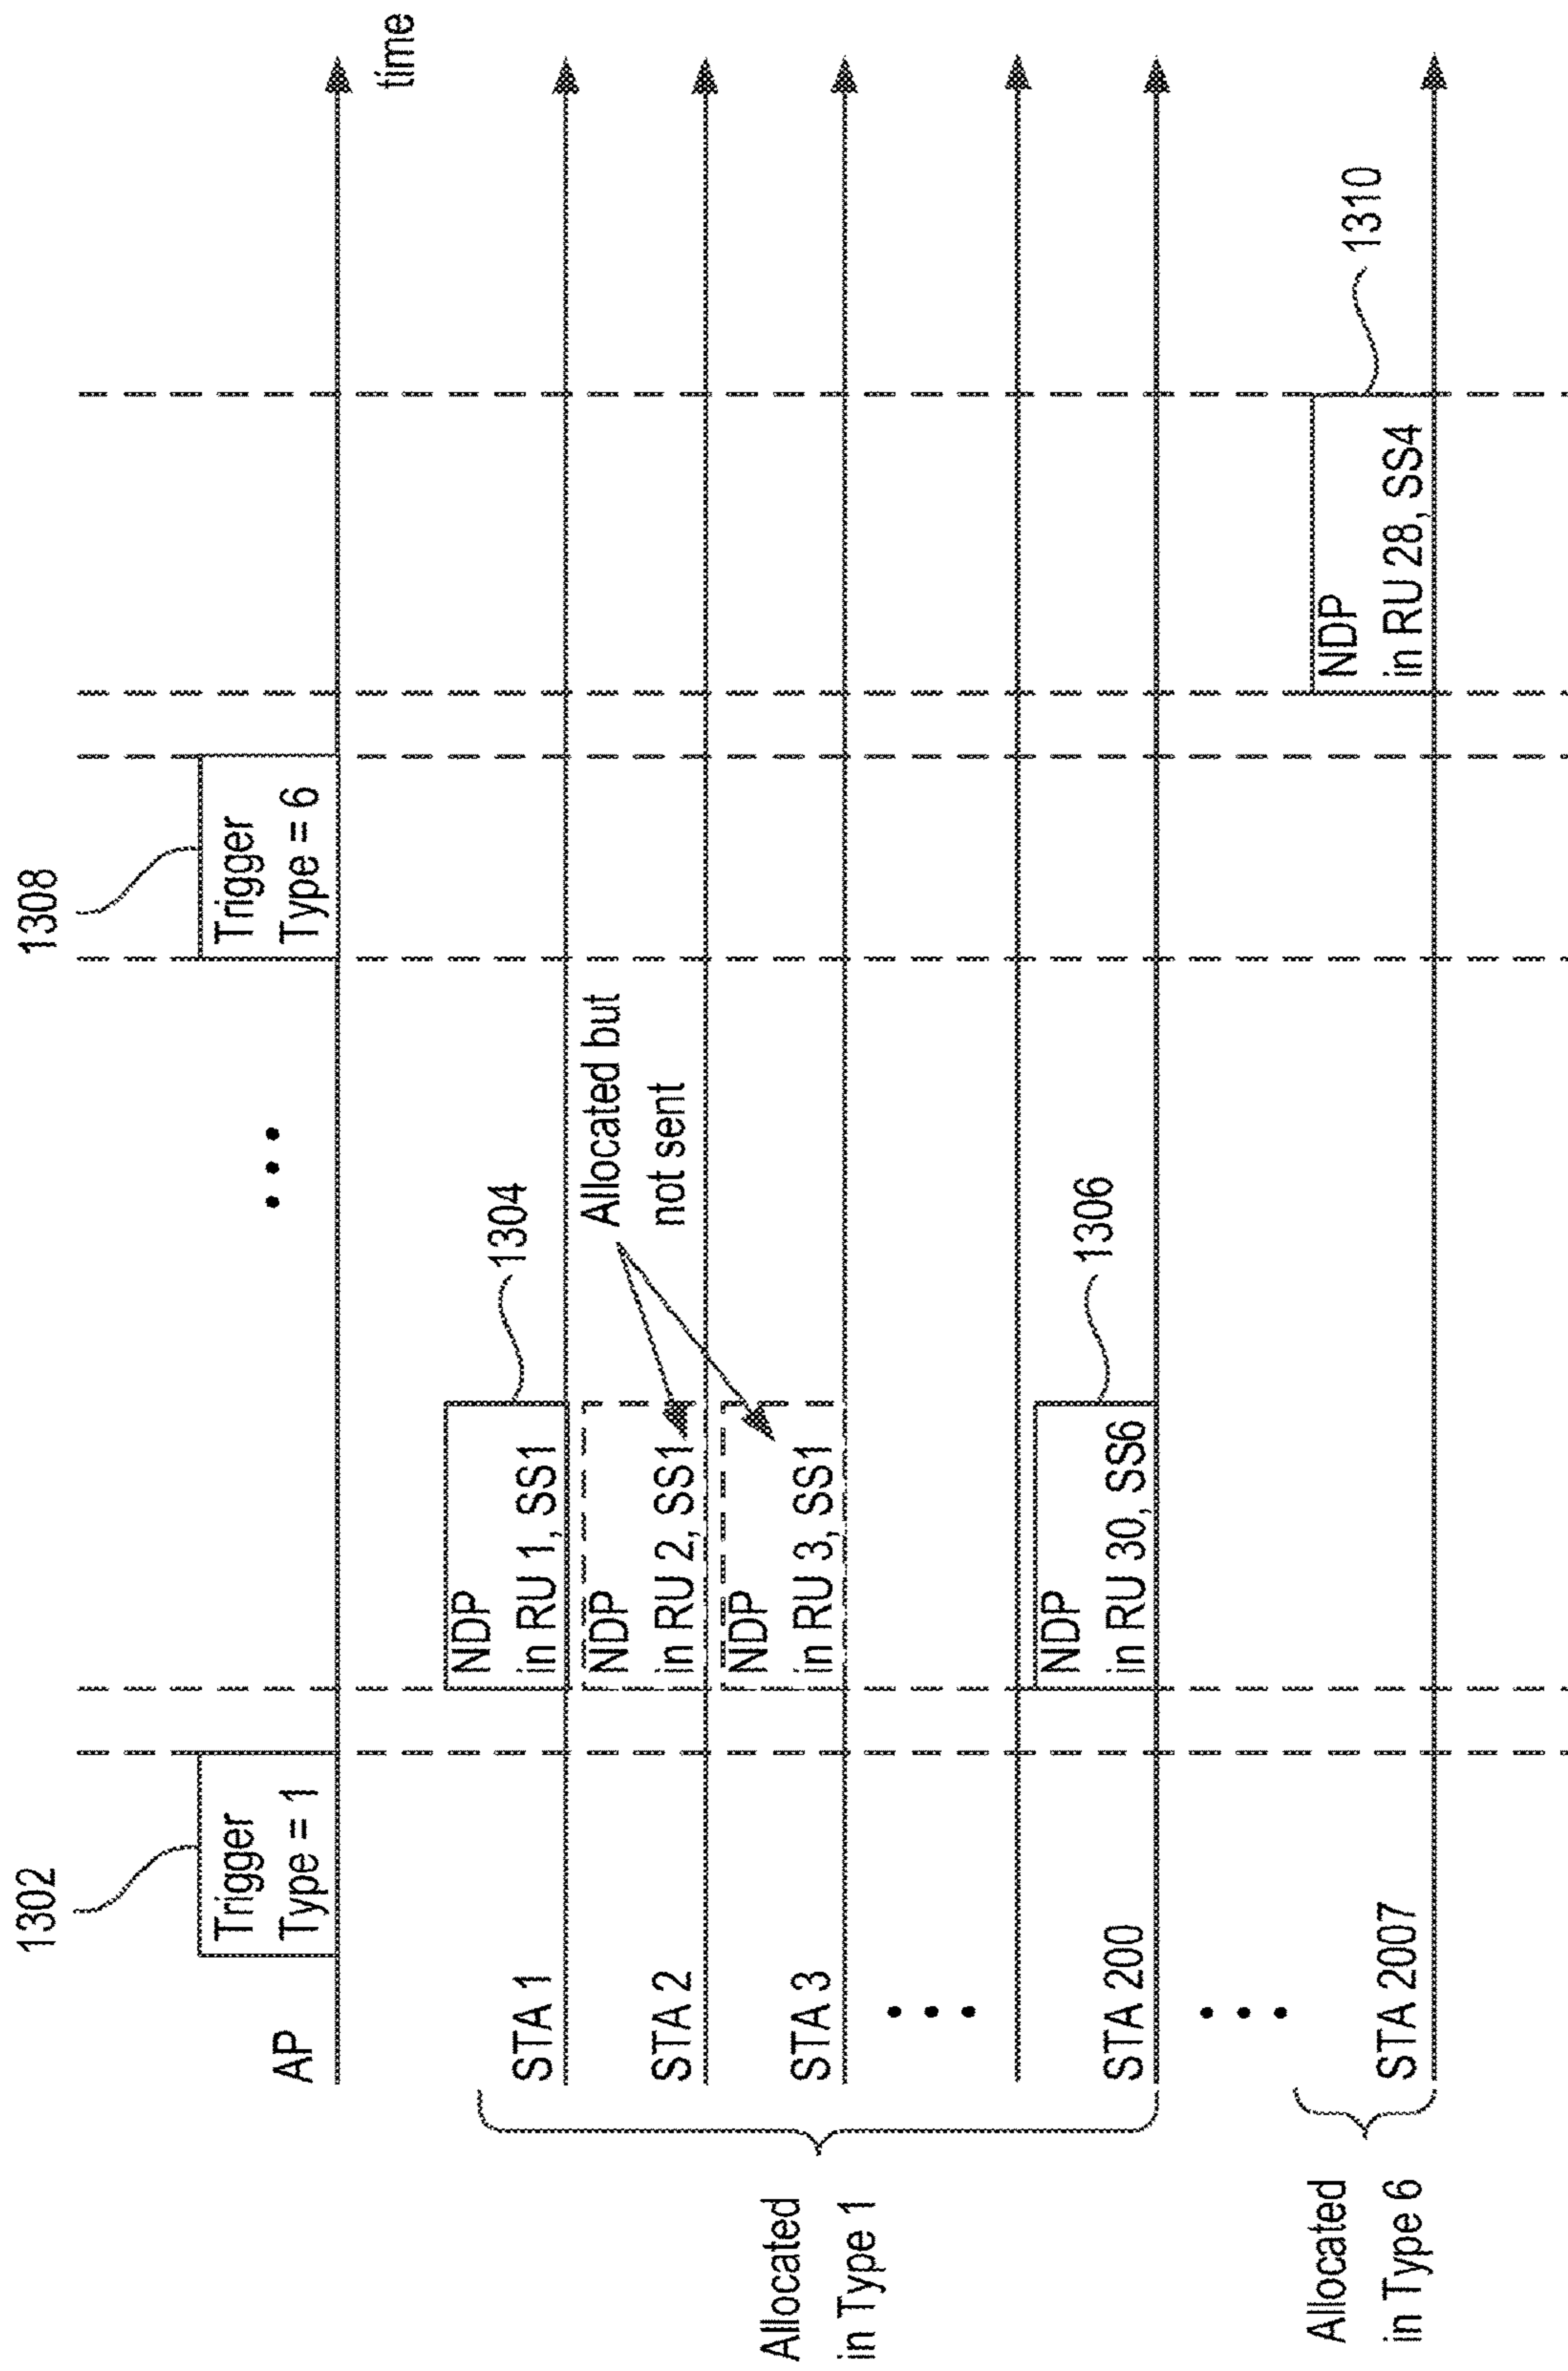 1302
1308
Trigger
Type = 1
Trigger
Type = 6
AP
time
1304
STA 1
NDP
in RU 1, SS1
Allocated but
not sent
STA 2
NDP
in RU 2, SS1
STA 3
NDP
in RU 3, SS1
Allocated
in Type 1
1306
STA 200
NDP
in RU 30, SS6
1310
STA 2007
NDP
in RU 28, SS4
Allocated
in Type 6